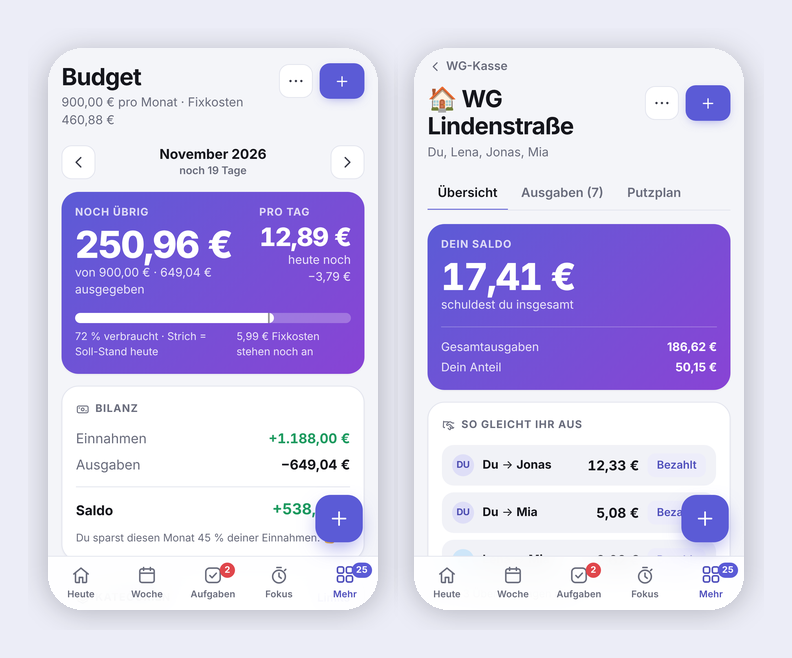 Budget
900,00 € pro Monat · Fixkosten
460,88 €
November 2026
noch 19 Tage
NOCH ÜBRIG
PRO TAG
250,96 €
12,89 €
von 900,00 € · 649,04 €
ausgegeben
heute noch
−3,79 €
72 % verbraucht · Strich =
Soll-Stand heute
5,99 € Fixkosten
stehen noch an
BILANZ
Einnahmen +1.188,00 €
Ausgaben −649,04 €
Saldo +538,
Du sparst diesen Monat 45 % deiner Einnahmen.
2
25
Heute Woche Aufgaben Fokus Mehr
WG-Kasse
WG
Lindenstraße
Du, Lena, Jonas, Mia
Übersicht Ausgaben (7) Putzplan
DEIN SALDO
17,41 €
schuldest du insgesamt
Gesamtausgaben 186,62 €
Dein Anteil 50,15 €
SO GLEICHT IHR AUS
DU Du → Jonas 12,33 € Bezahlt
DU Du → Mia 5,08 € Beza
2
25
Heute Woche Aufgaben Fokus Mehr